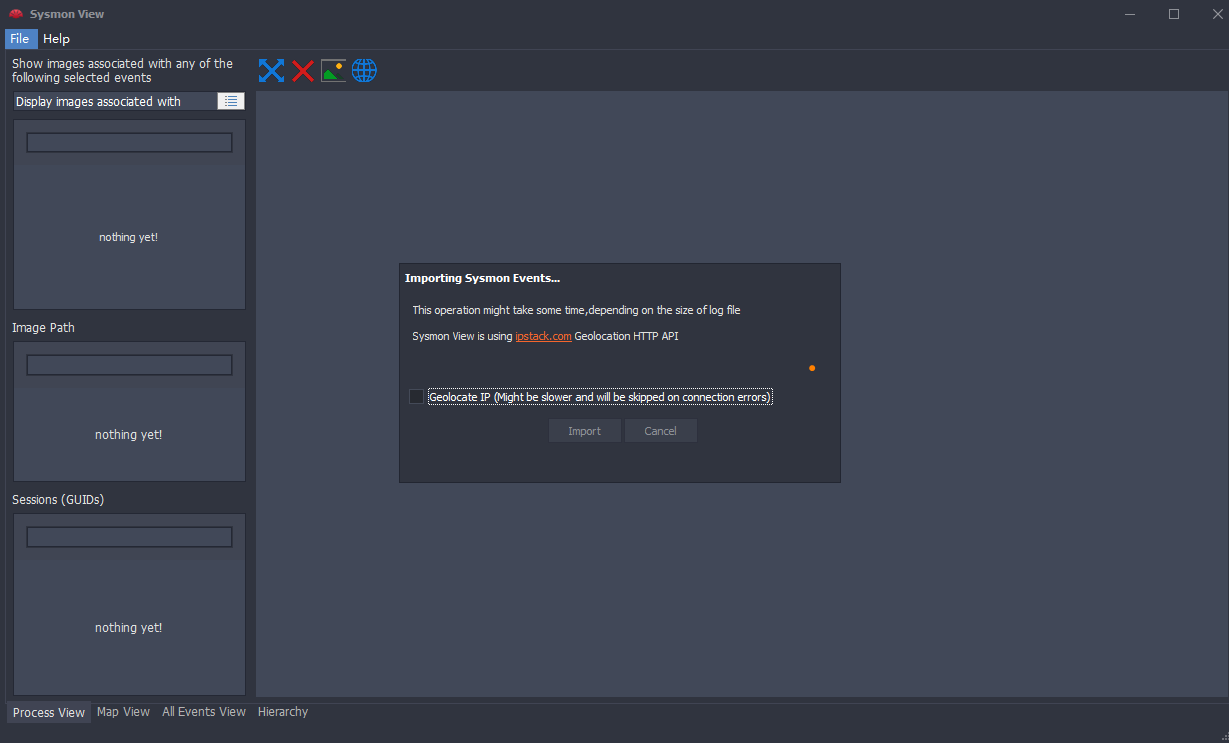 Sysmon View
File Help
Show images associated with any of the
following selected events
Display images associated with
nothing yet!
Image Path
nothing yet!
Sessions (GUIDs)
nothing yet!
Importing Sysmon Events...
This operation might take some time,depending on the size of log file
Sysmon View is using ipstack.com Geolocation HTTP API
Geolocate IP (Might be slower and will be skipped on connection errors)
Import Cancel
Process View Map View All Events View Hierarchy